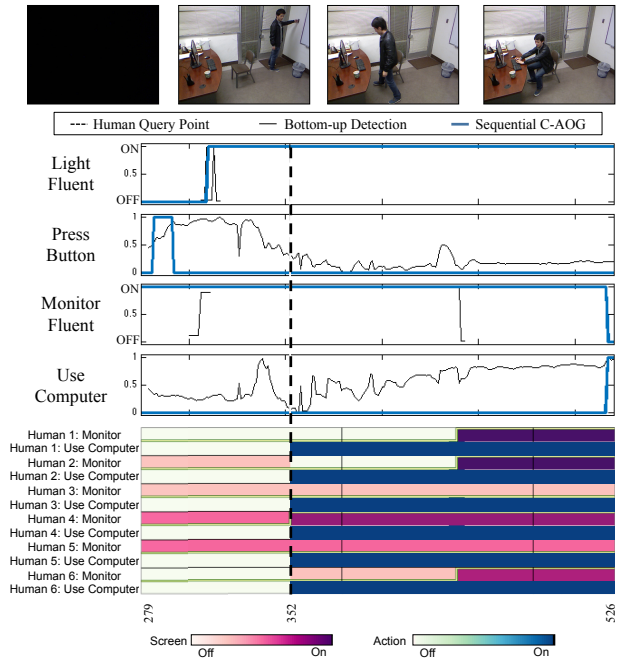 Human Query Point Bottom-up Detection Sequential C-AOG
Light Fluent
ON
0.5
OFF
Press Button
1
0.5
0
Monitor Fluent
ON
0.5
OFF
Use Computer
1
0.5
0
Human 1: Monitor
Human 1: Use Computer
Human 2: Monitor
Human 2: Use Computer
Human 3: Monitor
Human 3: Use Computer
Human 4: Monitor
Human 4: Use Computer
Human 5: Monitor
Human 5: Use Computer
Human 6: Monitor
Human 6: Use Computer
279 352 526
Screen Off On
Action Off On